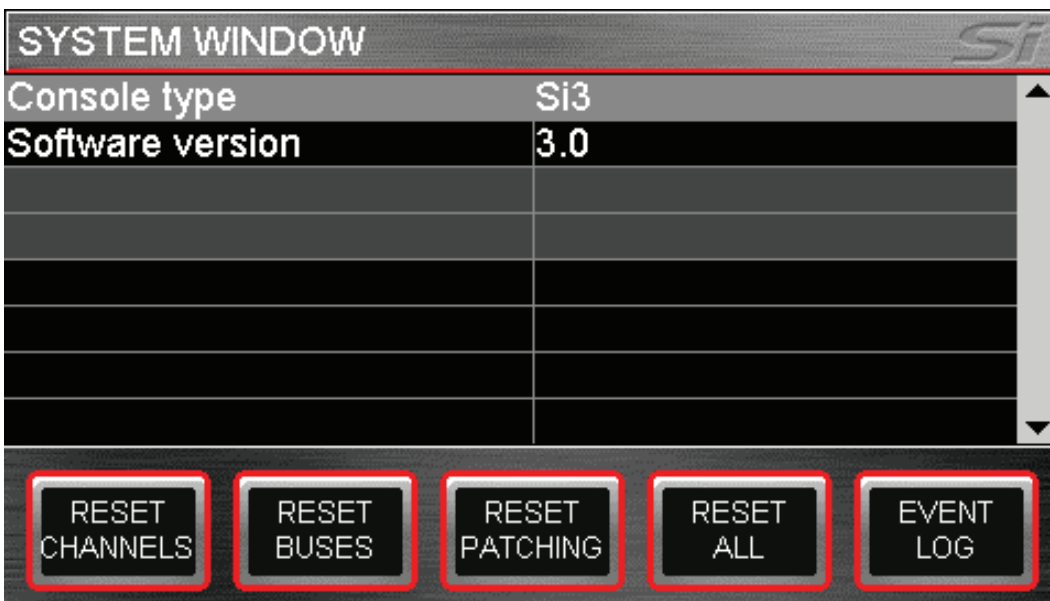 SYSTEM WINDOW Si
Console type Si3
Software version 3.0
RESET CHANNELS
RESET BUSES
RESET PATCHING
RESET ALL
EVENT LOG